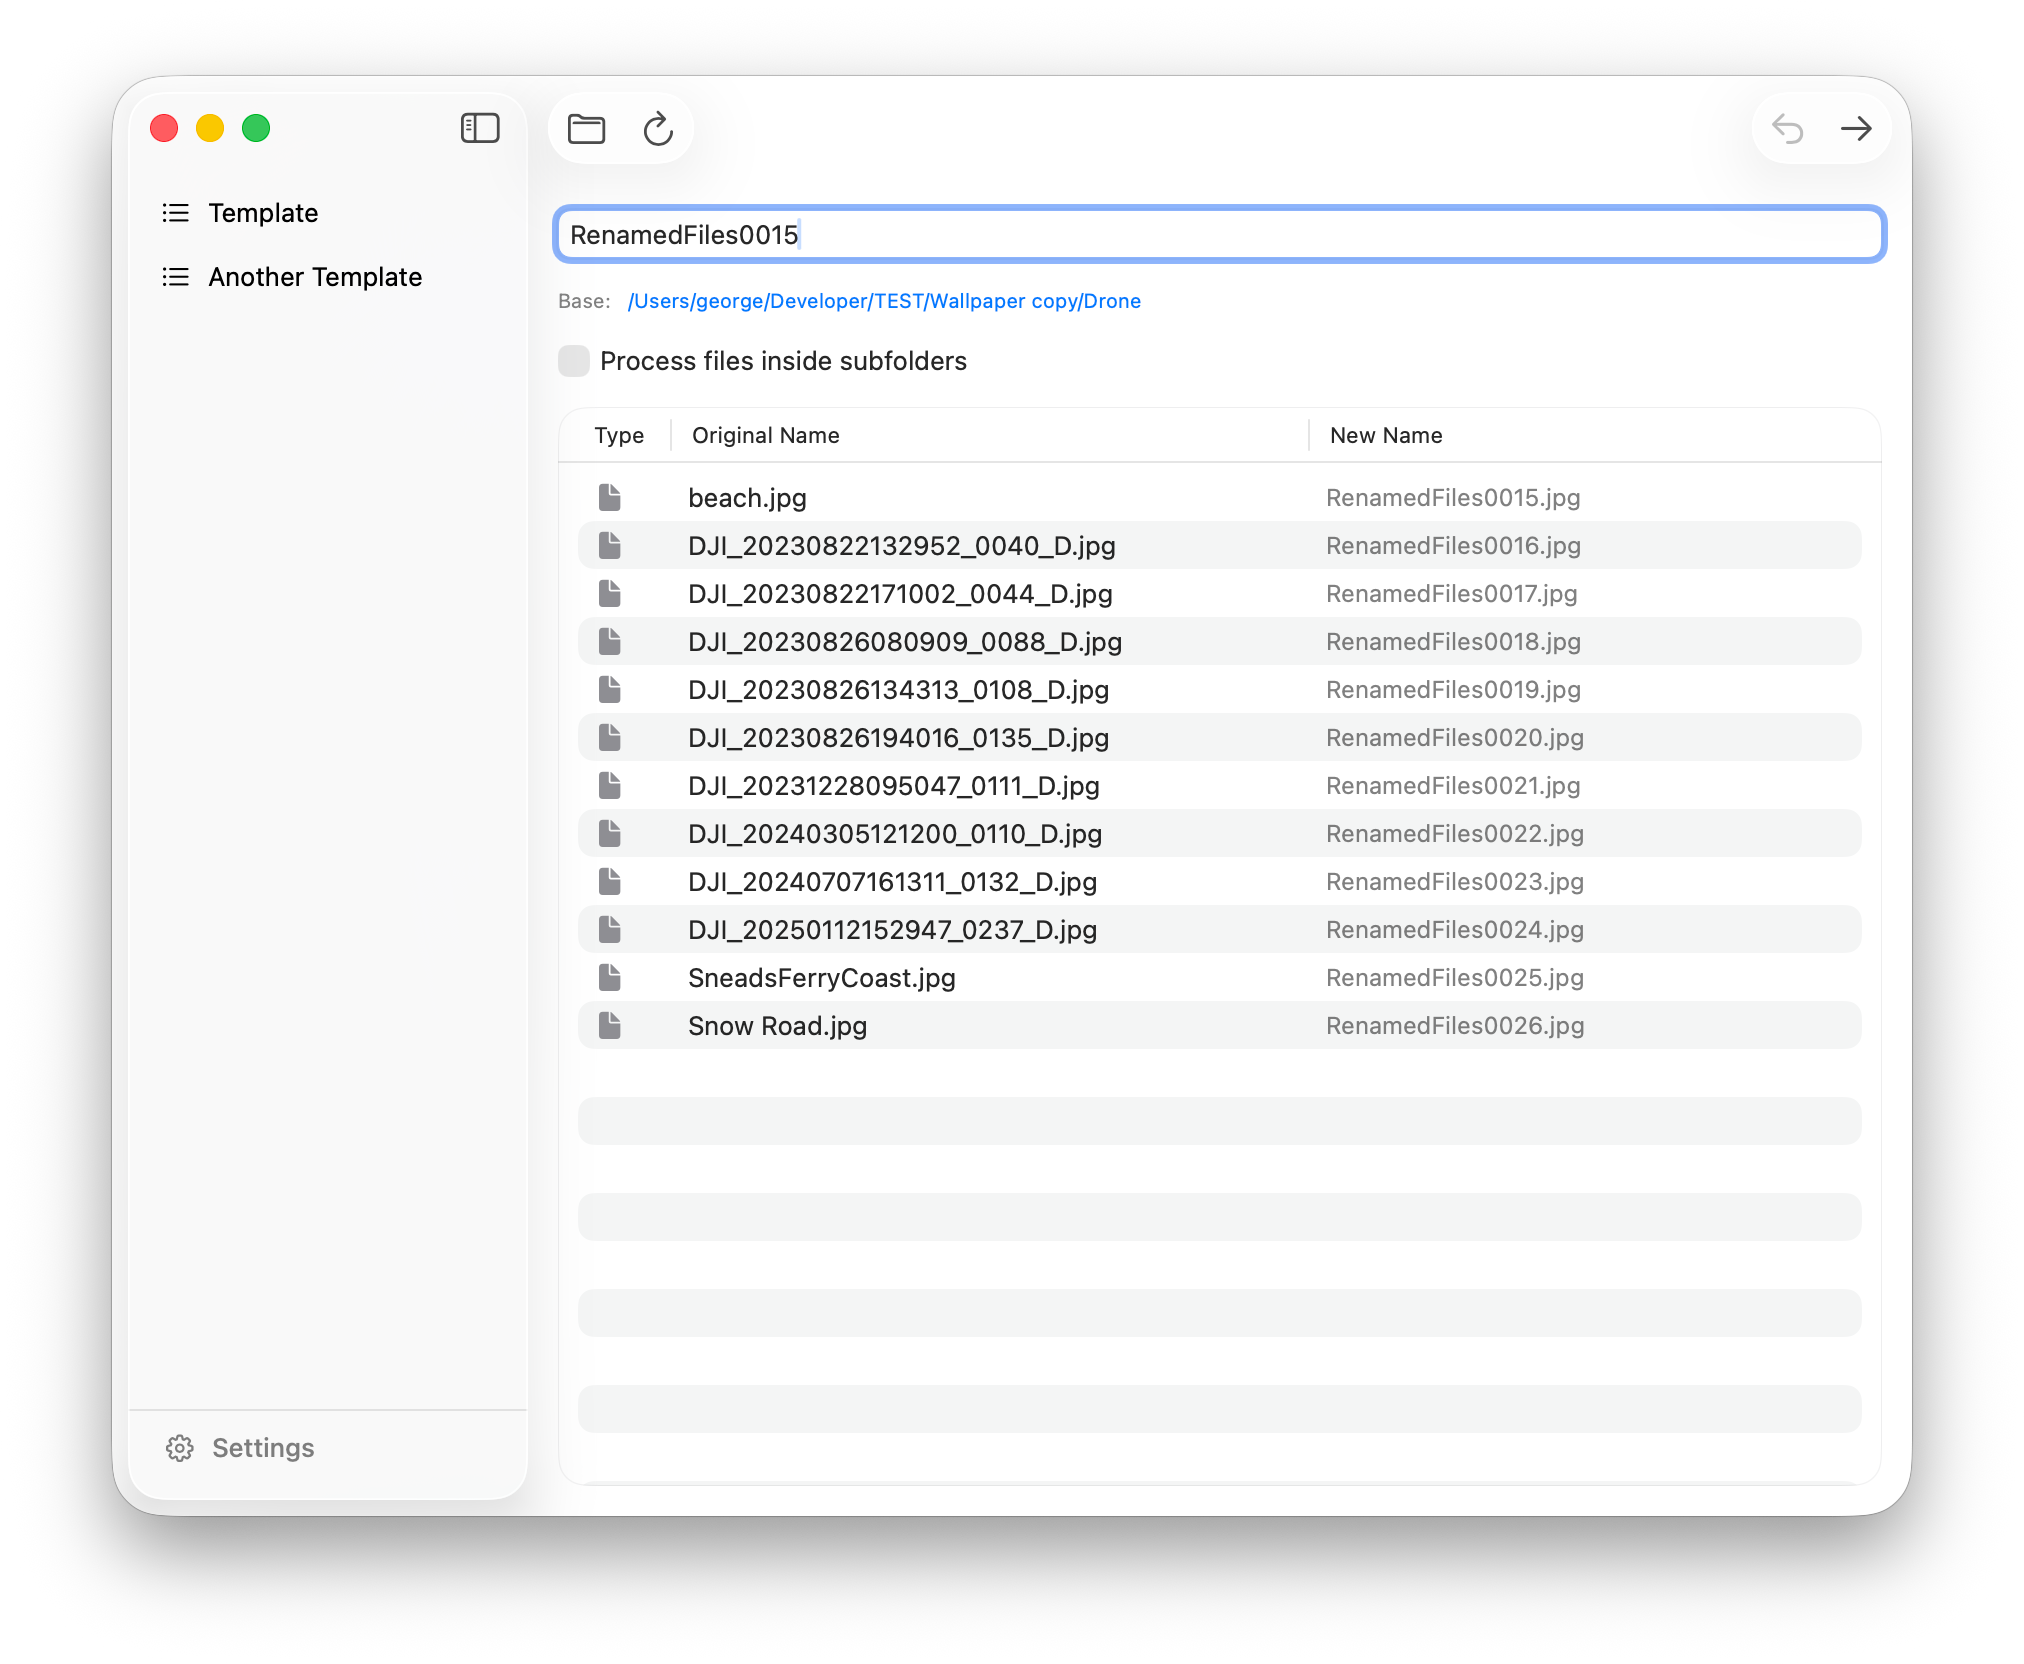 Template
Another Template
Settings
RenamedFiles0015
Base: /Users/george/Developer/TEST/Wallpaper copy/Drone
Process files inside subfolders
Type Original Name New Name
beach.jpg RenamedFiles0015.jpg
DJI_20230822132952_0040_D.jpg RenamedFiles0016.jpg
DJI_20230822171002_0044_D.jpg RenamedFiles0017.jpg
DJI_20230826080909_0088_D.jpg RenamedFiles0018.jpg
DJI_20230826134313_0108_D.jpg RenamedFiles0019.jpg
DJI_20230826194016_0135_D.jpg RenamedFiles0020.jpg
DJI_20231228095047_0111_D.jpg RenamedFiles0021.jpg
DJI_20240305121200_0110_D.jpg RenamedFiles0022.jpg
DJI_20240707161311_0132_D.jpg RenamedFiles0023.jpg
DJI_20250112152947_0237_D.jpg RenamedFiles0024.jpg
SneadsFerryCoast.jpg RenamedFiles0025.jpg
Snow Road.jpg RenamedFiles0026.jpg